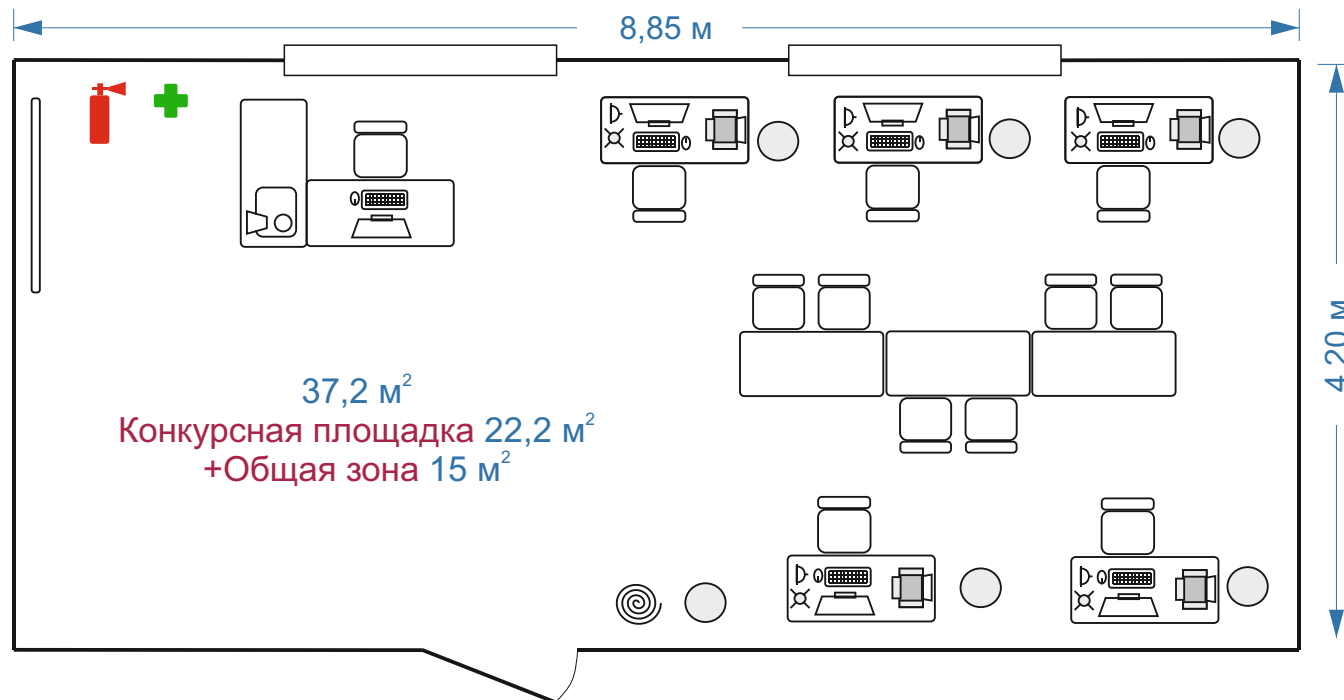 8,85 м
4,20 м
37,2 м²
Конкурсная площадка 22,2 м²
+Общая зона 15 м²